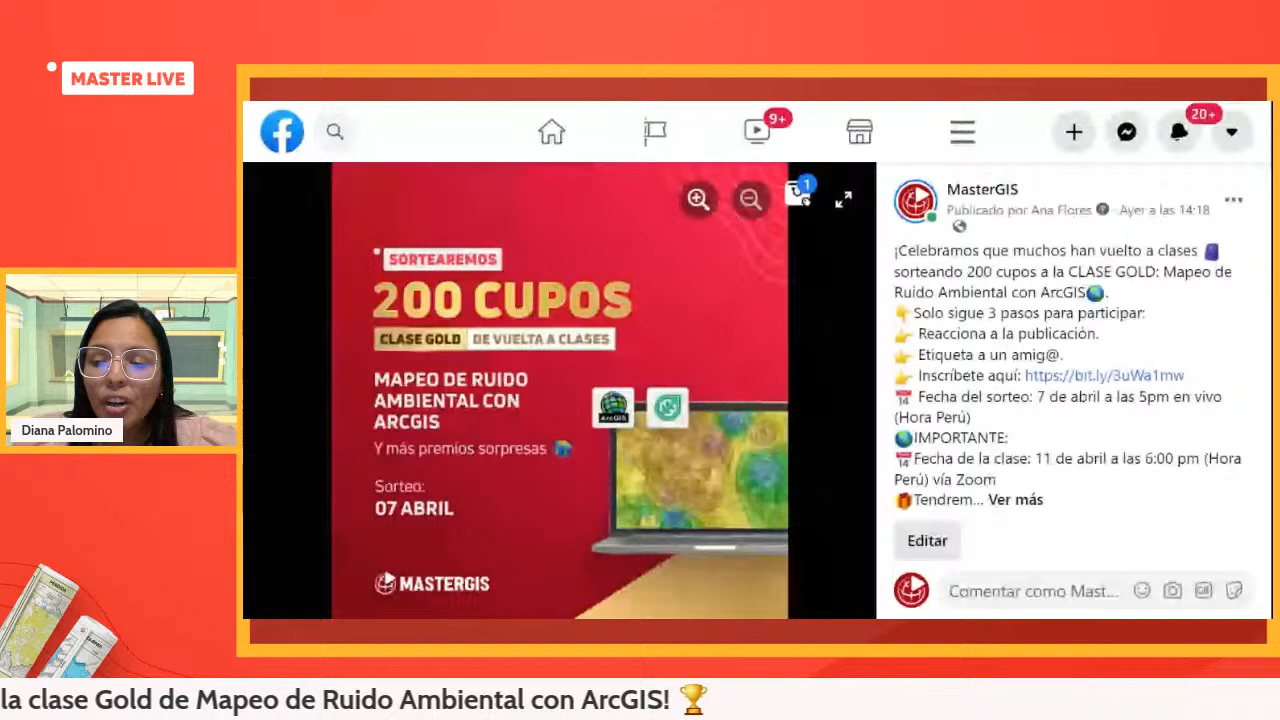 MASTER LIVE
9+
20+
1
SORTEAREMOS
200 CUPOS
CLASE GOLD DE VUELTA A CLASES
MAPEO DE RUIDO
AMBIENTAL CON
ARCGIS
Y más premios sorpresas
Sorteo:
07 ABRIL
ArcGIS
MASTERGIS
MasterGIS
Publicado por Ana Flores
Ayer a las 14:18
¡Celebramos que muchos han vuelto a clases
sorteando 200 cupos a la CLASE GOLD: Mapeo de
Ruido Ambiental con ArcGIS🌎.
👇Solo sigue 3 pasos para participar:
👉 Reacciona a la publicación.
👉 Etiqueta a un amig@.
👉 Inscríbete aquí: https://bit.ly/3uWa1mw
📅 Fecha del sorteo: 7 de abril a las 5pm en vivo
(Hora Perú)
🌎IMPORTANTE:
📅Fecha de la clase: 11 de abril a las 6:00 pm (Hora
Perú) vía Zoom
🎁Tendrem... Ver más
Editar
Comentar como Mast...
GIF
Diana Palomino
la clase Gold de Mapeo de Ruido Ambiental con ArcGIS! 🏆